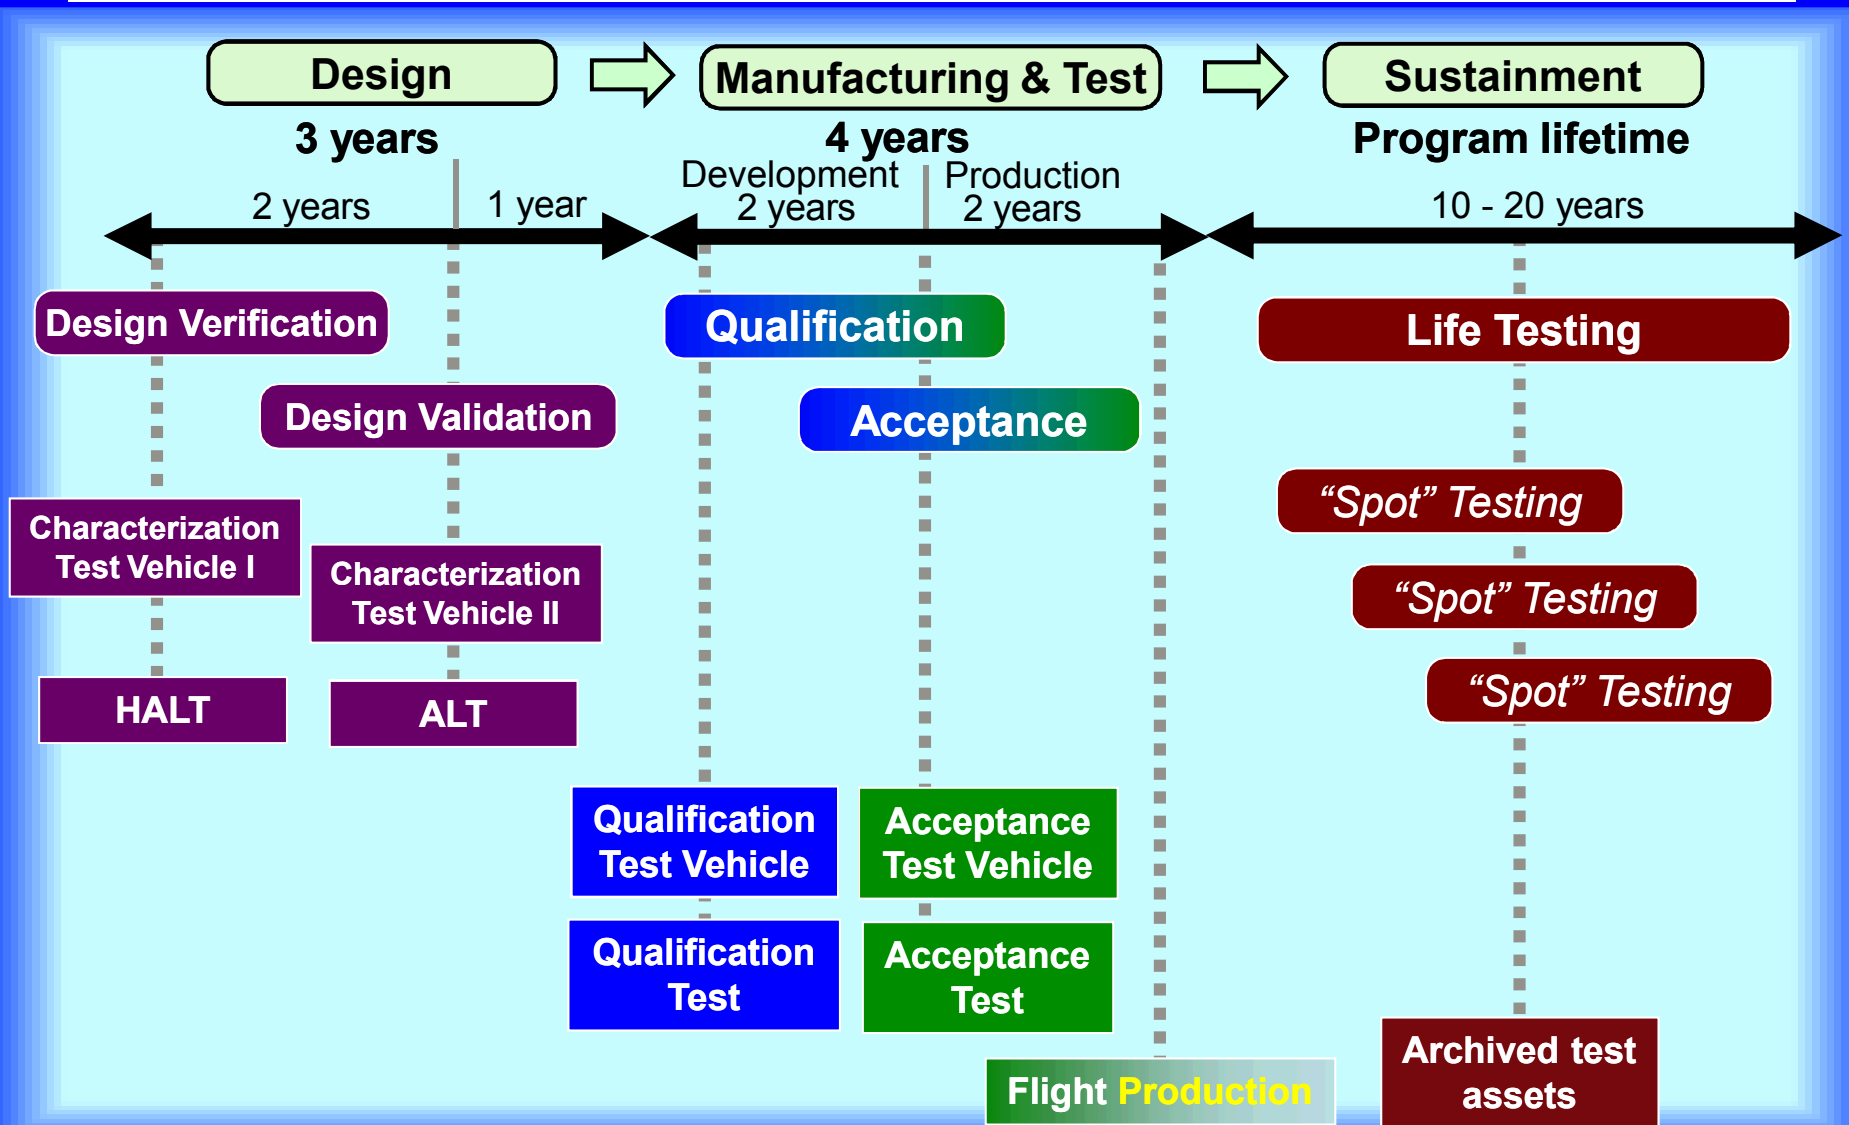 Design
Manufacturing & Test
Sustainment
3 years
4 years
Program lifetime
2 years
1 year
Development
2 years
Production
2 years
10 - 20 years
Design Verification
Qualification
Life Testing
Design Validation
Acceptance
“Spot” Testing
“Spot” Testing
“Spot” Testing
Characterization
Test Vehicle I
Characterization
Test Vehicle II
HALT
ALT
Qualification
Test Vehicle
Acceptance
Test Vehicle
Qualification
Test
Acceptance
Test
Flight Production
Archived test
assets